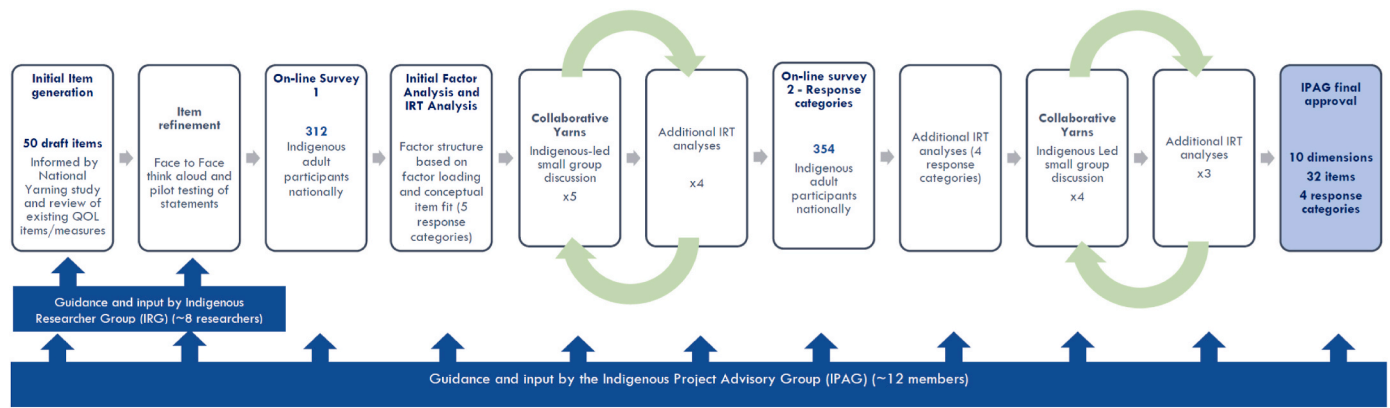 Initial Item
generation
50 draft items
Informed by
National Yarning study
and review of
existing QOL
items/measures
Item
refinement
Face to Face
think aloud and
pilot testing of
statements
On-line Survey
1
312
Indigenous
adult
participants
nationally
Initial Factor
Analysis and
IRT Analysis
Factor structure
based on
factor loading
and conceptual
item fit (5
response
categories)
Collaborative
Yarns
Indigenous-led
small group
discussion
x5
Additional IRT
analyses
x4
On-line survey
2 - Response
categories
354
Indigenous
adult
participants
nationally
Additional IRT
analyses (4
response
categories)
Collaborative
Yarns
Indigenous Led
small group
discussion
x4
Additional IRT
analyses
x3
IPAG final
approval
10 dimensions
32 items
4 response
categories
Guidance and input by Indigenous
Researcher Group (IRG) (~8 researchers)
Guidance and input by the Indigenous Project Advisory Group (IPAG) (~12 members)